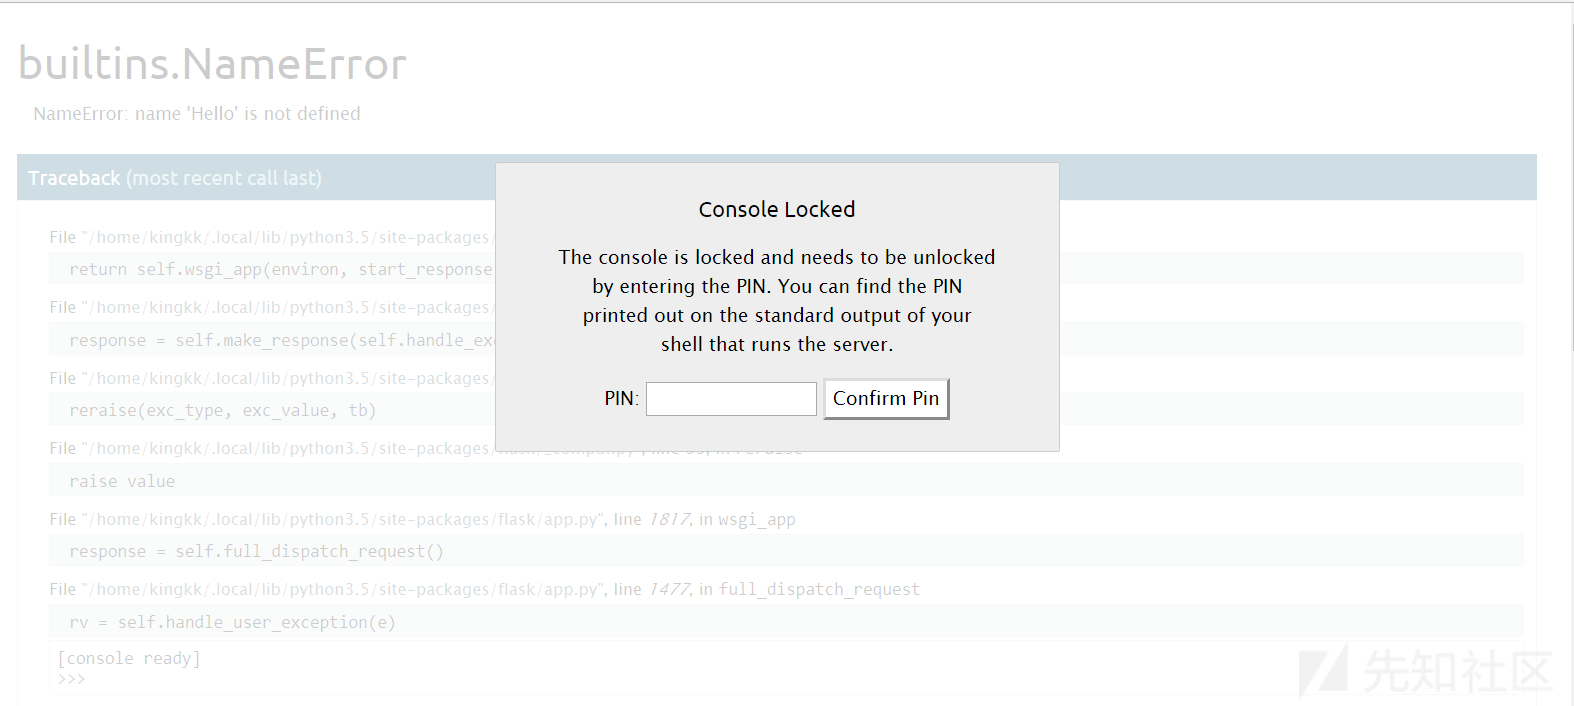 builtins.NameError
NameError: name 'Hello' is not defined
Traceback (most recent call last)
File "/home/kingkk/.local/lib/python3.5/site-packages/
return self.wsgi_app(environ, start_response
File "/home/kingkk/.local/lib/python3.5/site-packages/
response = self.make_response(self.handle_exc
File "/home/kingkk/.local/lib/python3.5/site-packages/
reraise(exc_type, exc_value, tb)
File "/home/kingkk/.local/lib/python3.5/site-packages/
raise value
File "/home/kingkk/.local/lib/python3.5/site-packages/flask/app.py", line 1817, in wsgi_app
response = self.full_dispatch_request()
File "/home/kingkk/.local/lib/python3.5/site-packages/flask/app.py", line 1477, in full_dispatch_request
rv = self.handle_user_exception(e)
[console ready]
>>>
Console Locked
The console is locked and needs to be unlocked
by entering the PIN. You can find the PIN
printed out on the standard output of your
shell that runs the server.
PIN:
Confirm Pin
先知社区